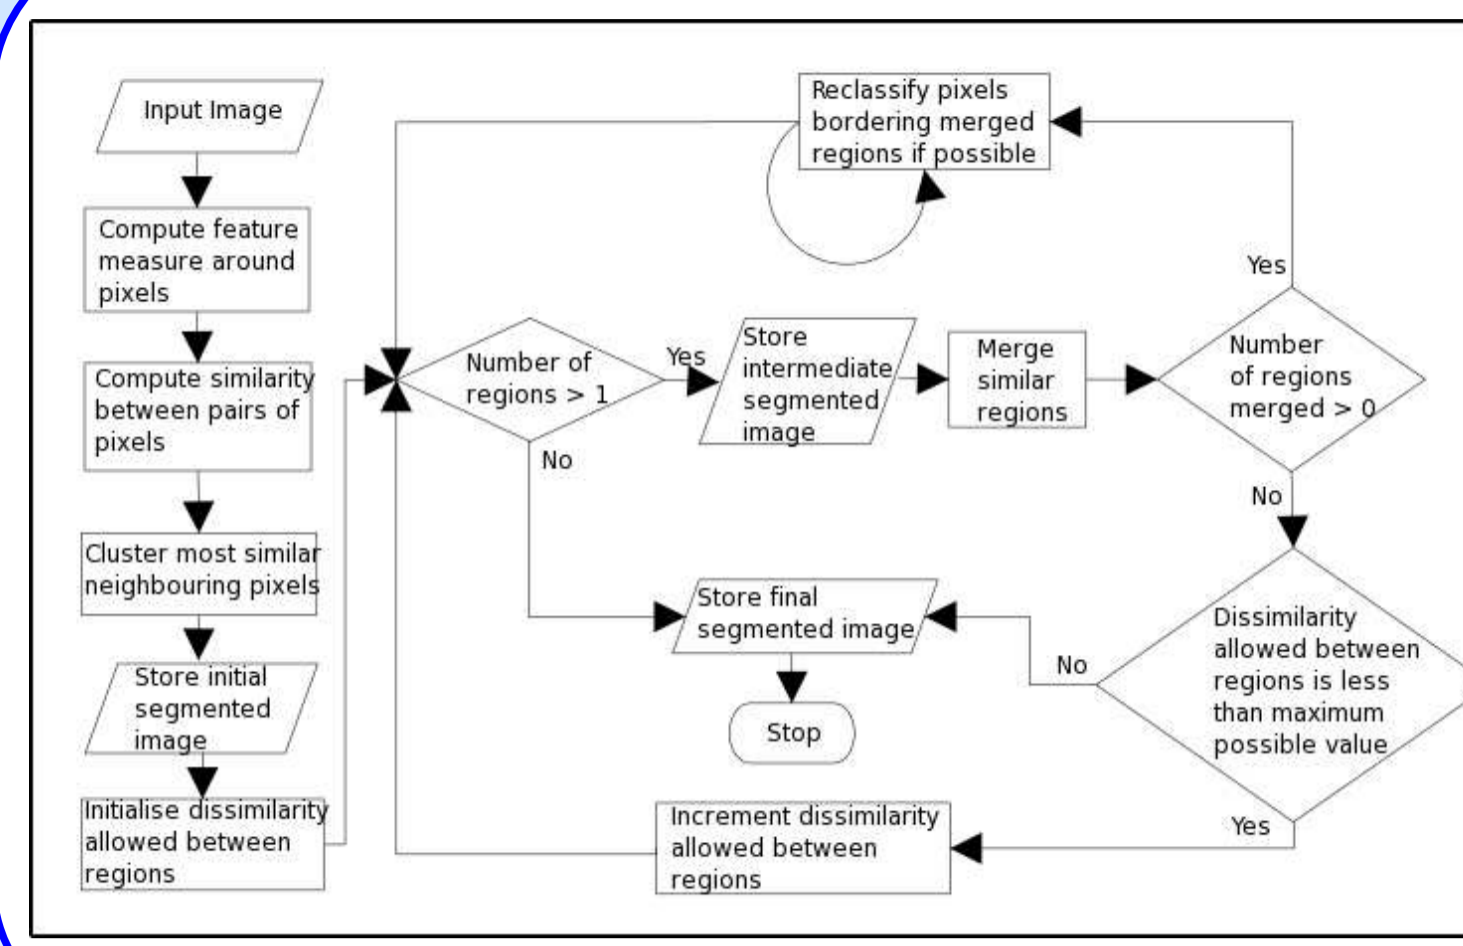 Input Image
Compute feature
measure around
pixels
Compute similarity
between pairs of
pixels
Cluster most similar
neighbouring pixels
Store initial
segmented
image
Initialise dissimilarity
allowed between
regions
Reclassify pixels
bordering merged
regions if possible
Number of
regions > 1
Yes
No
Store
intermediate
segmented
image
Merge
similar
regions
Yes
Number
of regions
merged > 0
No
Store final
segmented image
Stop
No
Dissimilarity
allowed between
regions is less
than maximum
possible value
Yes
Increment dissimilarity
allowed between
regions